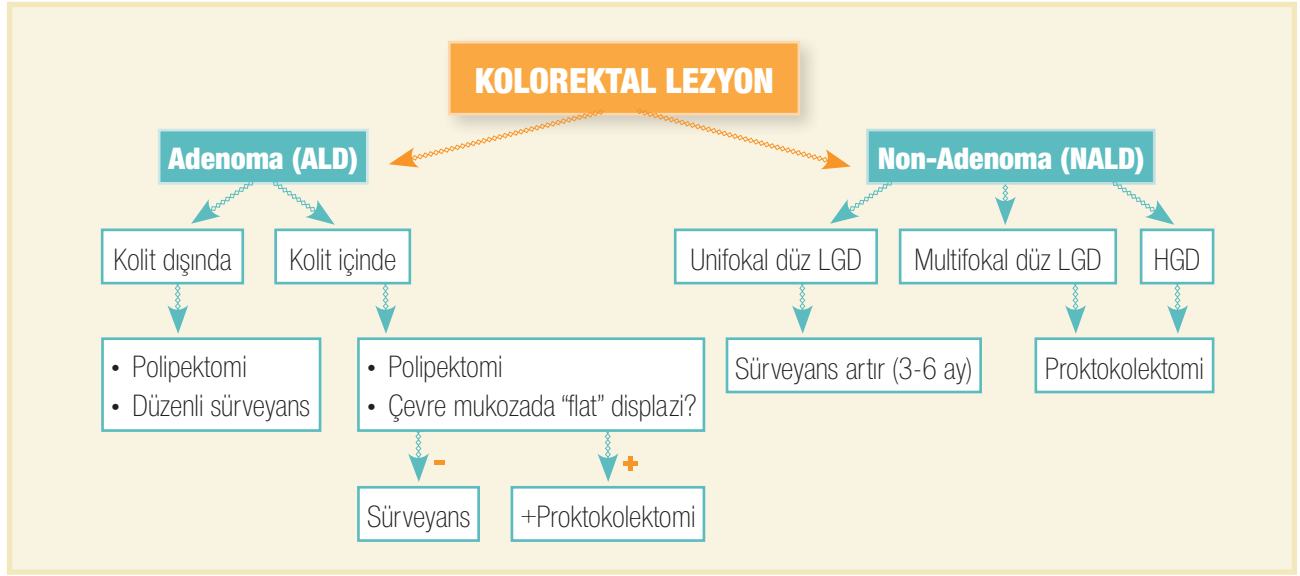 KOLOREKTAL LEZYON
Adenoma (ALD)
Non-Adenoma (NALD)
Kolit dışında
Kolit içinde
Unifokal düz LGD
Multifokal düz LGD
HGD
• Polipektomi
• Düzenli sürveyans
• Polipektomi
• Çevre mukozada “flat” displazi?
Sürveyans artır (3-6 ay)
Proktokolektomi
-
+
Sürveyans
+Proktokolektomi